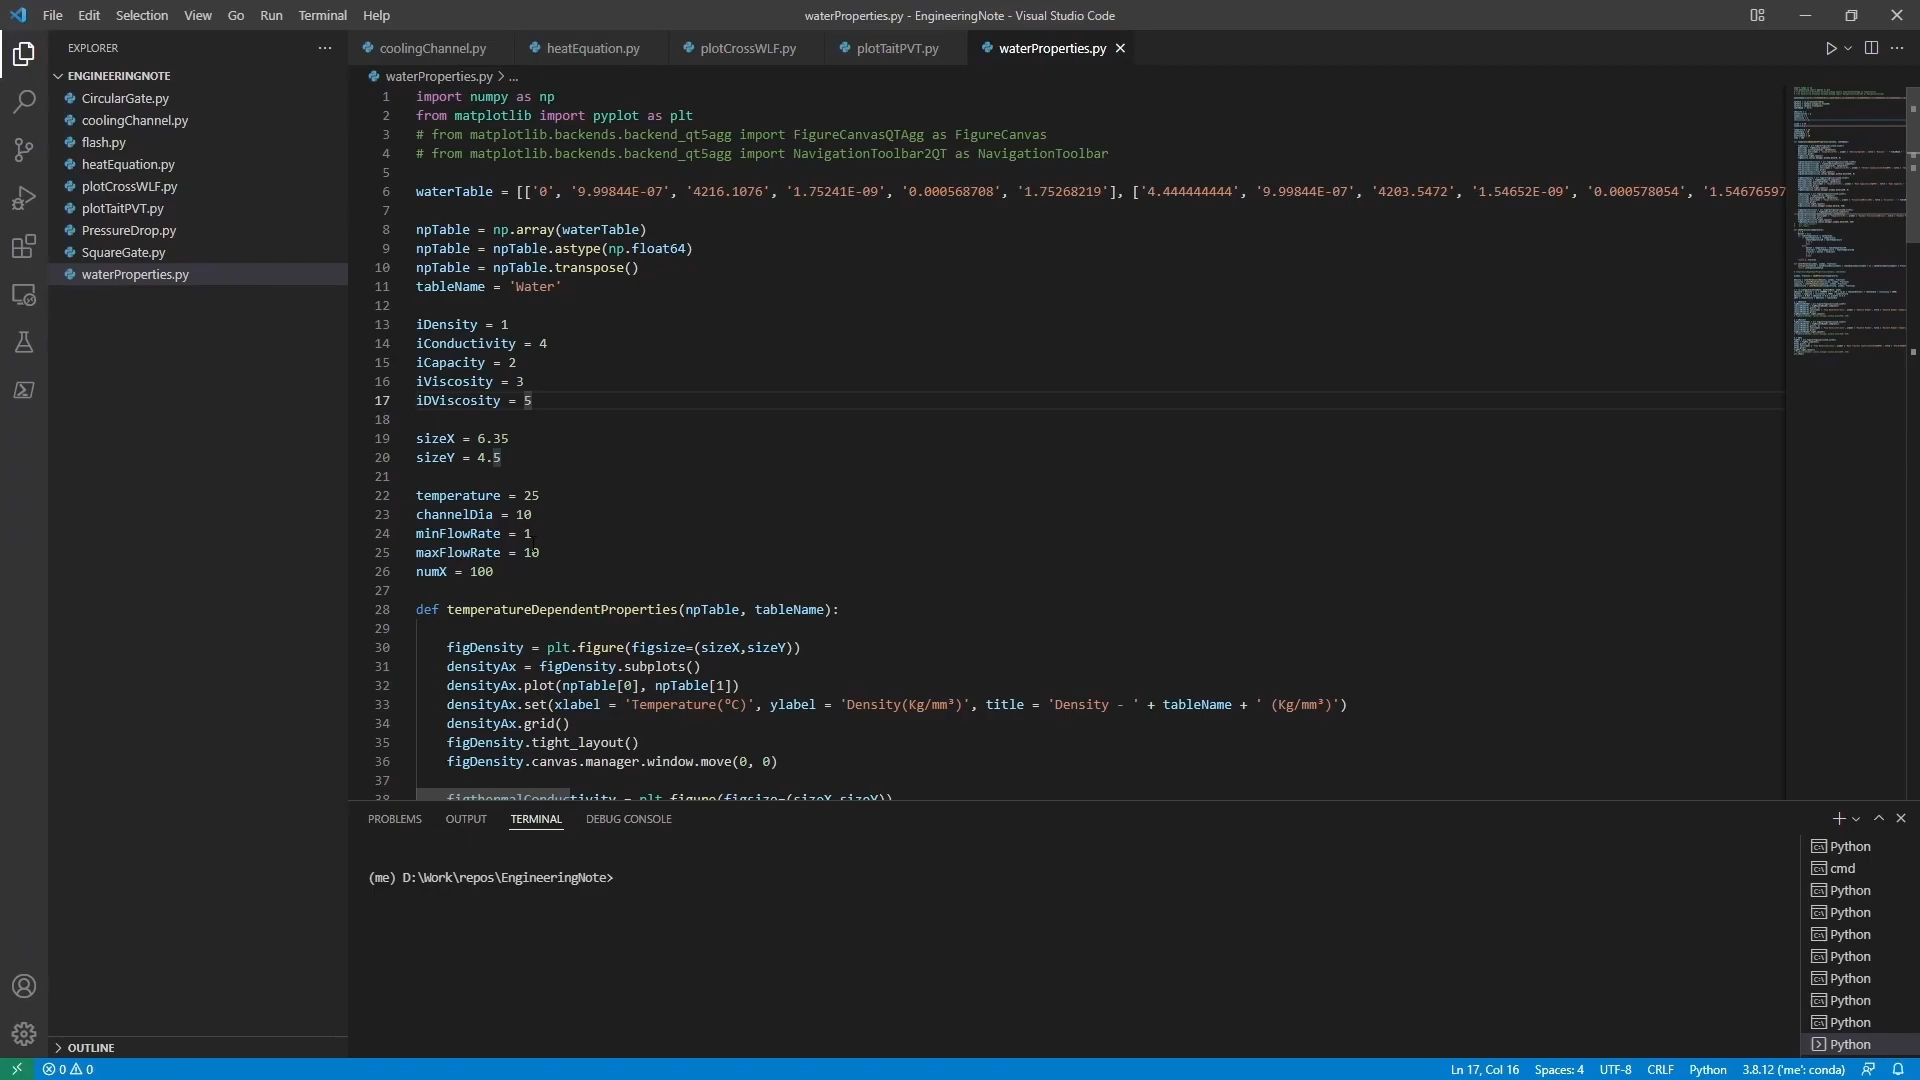 File Edit Selection View Go Run Terminal Help
waterProperties.py - EngineeringNote - Visual Studio Code
EXPLORER
ENGINEERINGNOTE
CircularGate.py
coolingChannel.py
flash.py
heatEquation.py
plotCrossWLF.py
plotTaitPVT.py
PressureDrop.py
SquareGate.py
waterProperties.py
OUTLINE
coolingChannel.py heatEquation.py plotCrossWLF.py plotTaitPVT.py waterProperties.py
waterProperties.py > ...
1 import numpy as np
2 from matplotlib import pyplot as plt
3 # from matplotlib.backends.backend_qt5agg import FigureCanvasQTAgg as FigureCanvas
4 # from matplotlib.backends.backend_qt5agg import NavigationToolbar2QT as NavigationToolbar
5
6 waterTable = [['0', '9.99844E-07', '4216.1076', '1.75241E-09', '0.000568708', '1.75268219'], ['4.444444444', '9.99844E-07', '4203.5472', '1.54652E-09', '0.000578054', '1.54676597
7
8 npTable = np.array(waterTable)
9 npTable = npTable.astype(np.float64)
10 npTable = npTable.transpose()
11 tableName = 'Water'
12
13 iDensity = 1
14 iConductivity = 4
15 iCapacity = 2
16 iViscosity = 3
17 iDViscosity = 5
18
19 sizeX = 6.35
20 sizeY = 4.5
21
22 temperature = 25
23 channelDia = 10
24 minFlowRate = 1
25 maxFlowRate = 10
26 numX = 100
27
28 def temperatureDependentProperties(npTable, tableName):
29
30 figDensity = plt.figure(figsize=(sizeX,sizeY))
31 densityAx = figDensity.subplots()
32 densityAx.plot(npTable[0], npTable[1])
33 densityAx.set(xlabel = 'Temperature(°C)', ylabel = 'Density(Kg/mm³)', title = 'Density - ' + tableName + ' (Kg/mm³)')
34 densityAx.grid()
35 figDensity.tight_layout()
36 figDensity.canvas.manager.window.move(0, 0)
37
38 figthermalConductivity = plt.figure(figsize=(sizeX,sizeY))
PROBLEMS OUTPUT TERMINAL DEBUG CONSOLE
(me) D:\Work\repos\EngineeringNote>
Python
cmd
Python
Python
Python
Python
Python
Python
Python
Python
0 0
Ln 17, Col 16 Spaces: 4 UTF-8 CRLF Python 3.8.12 ('me': conda)